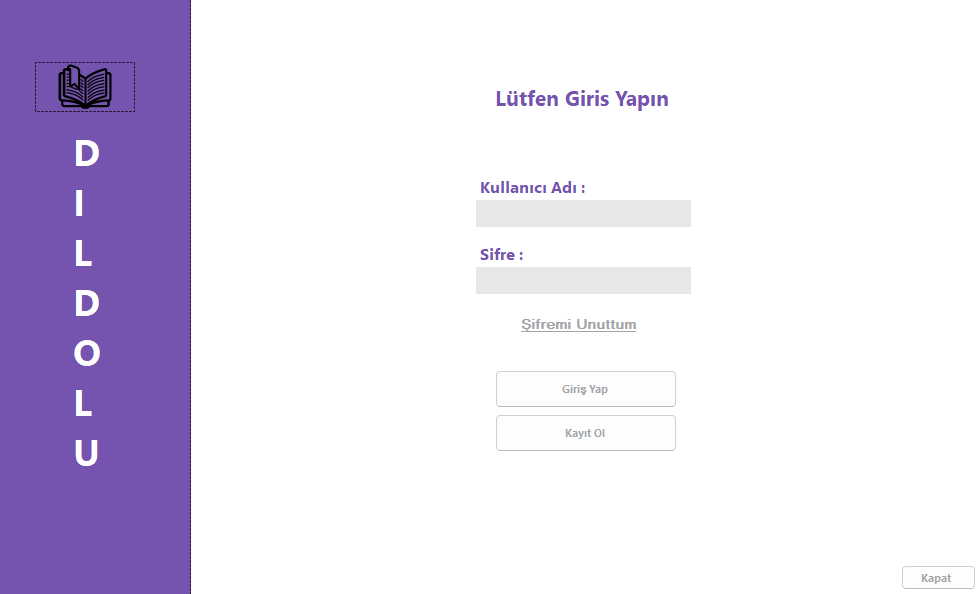 D
I
L
D
O
L
U
Lütfen Giris Yapın
Kullanıcı Adı :
Sifre :
Şifremi Unuttum
Giriş Yap
Kayıt Ol
Kapat